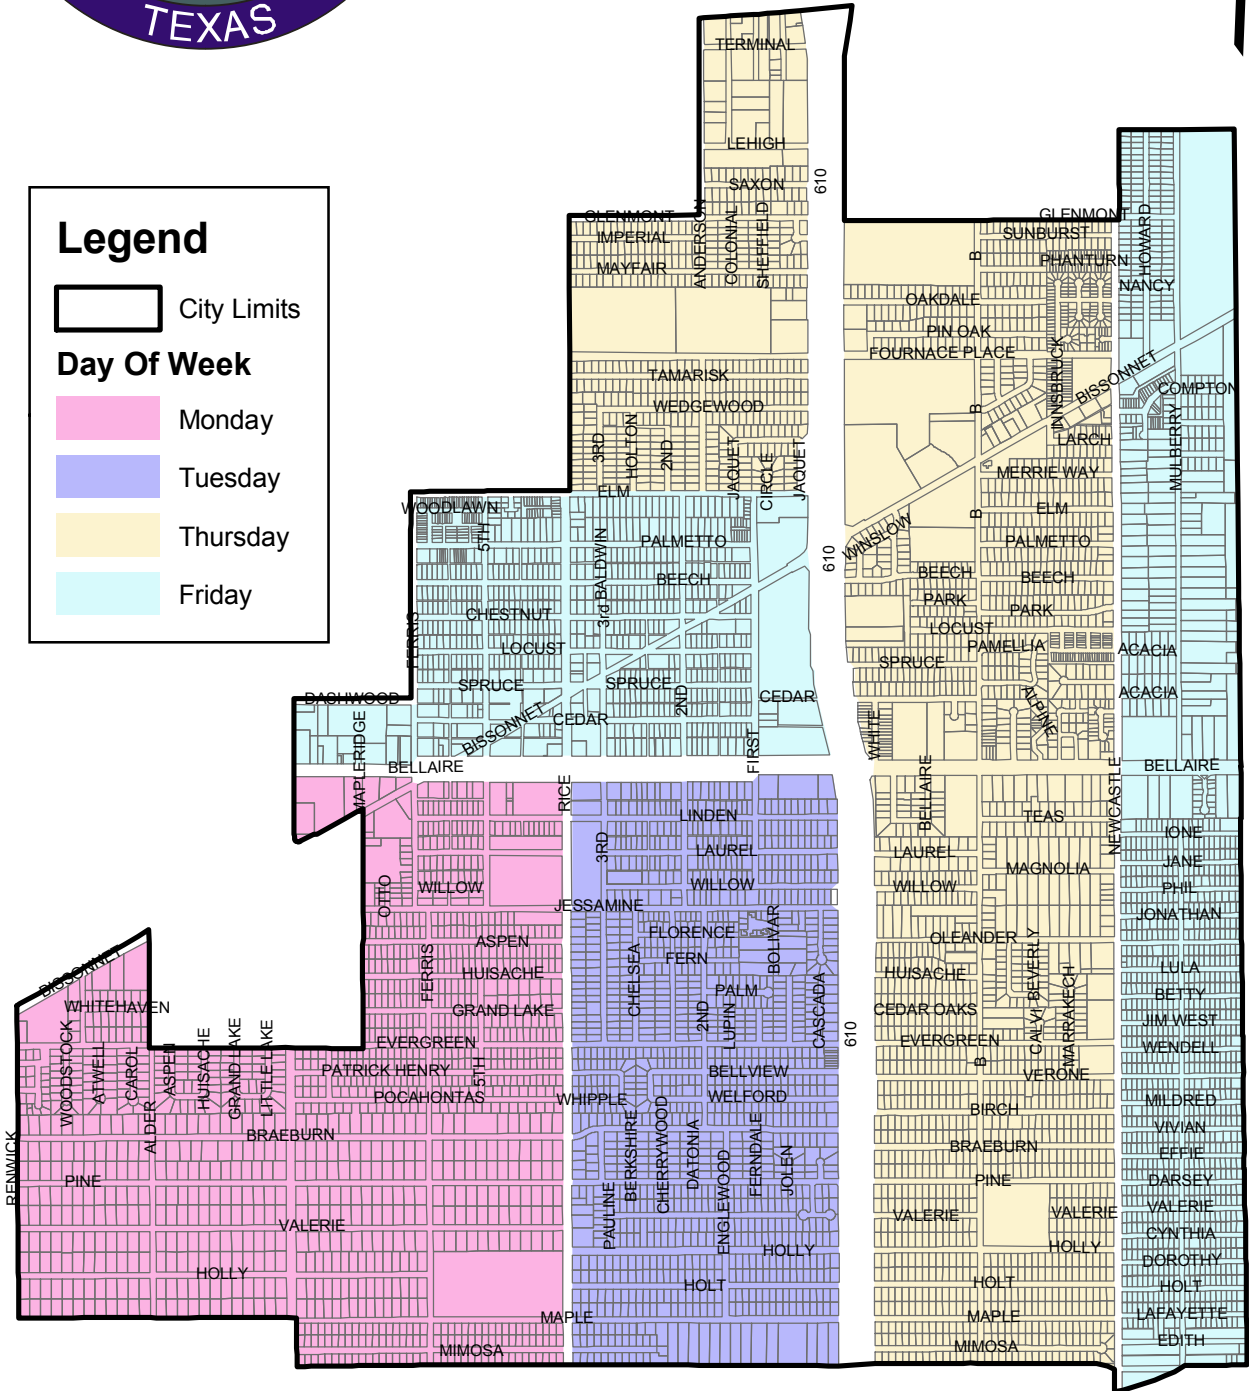 TEXAS
Legend
City Limits
Day Of Week
Monday
Tuesday
Thursday
Friday
TERMINAL
LEHIGH
SAXON
610
GLENMONT
IMPERIAL
MAYFAIR
ANDERSON
COLONIAL
SHEFFIELD
GLENMONT
SUNBURST
PHANTURN
HOWARD
NANCY
B
OAKDALE
PIN OAK
FOURNACE PLACE
INNSBRUCK
BISSONNET
COMPTON
TAMARISK
WEDGEWOOD
B
3RD
HOLTON
2ND
JAQUET
CIRCLE
JAQUET
LARCH
MULBERRY
MERRIE WAY
ELM
WOODLAWN
5TH
ELM
B
WINSLOW
PALMETTO
PALMETTO
610
BEECH
BEECH
BEECH
3rd BALDWIN
CHESTNUT
PARK
PARK
LOCUST
LOCUST
FERRIS
PAMELLIA
ACACIA
SPRUCE
SPRUCE
SPRUCE
2ND
CEDAR
ACACIA
DASHWOOD
ALPINE
BISSONNET
CEDAR
WHITE
MAPLERIDGE
FIRST
BELLAIRE
BELLAIRE
RICE
BELLAIRE
NEWCASTLE
LINDEN
TEAS
IONE
3RD
LAUREL
LAUREL
JANE
MAGNOLIA
WILLOW
WILLOW
WILLOW
PHIL
OTTO
JESSAMINE
JONATHAN
FLORENCE
BOLIVAR
OLEANDER
ASPEN
FERN
BISSONNET
HUISACHE
HUISACHE
LULA
FERRIS
CHELSEA
BEVERLY
PALM
BETTY
WHITEHAVEN
GRAND LAKE
2ND
LUPIN
CASCADA
CEDAR OAKS
CALVI
MARRAKECH
JIM WEST
610
EVERGREEN
EVERGREEN
WENDELL
WOODSTOCK
ATWELL
CAROL
ASPEN
HUISACHE
GRAND LAKE
LITTLE LAKE
PATRICK HENRY
5TH
BELLVIEW
B
VERONE
POCAHONTAS
WHIPPLE
WELFORD
MILDRED
BIRCH
ALDER
BRAEBURN
VIVIAN
RENWICK
BERKSHIRE
CHERRYWOOD
DATONIA
FERNDALE
JOLEN
BRAEBURN
EFFIE
PINE
PINE
DARSEY
PAULINE
ENGLEWOOD
VALERIE
VALERIE
VALERIE
VALERIE
CYNTHIA
HOLLY
HOLLY
DOROTHY
HOLLY
HOLT
HOLT
HOLT
MAPLE
MAPLE
LAFAYETTE
MIMOSA
MIMOSA
EDITH